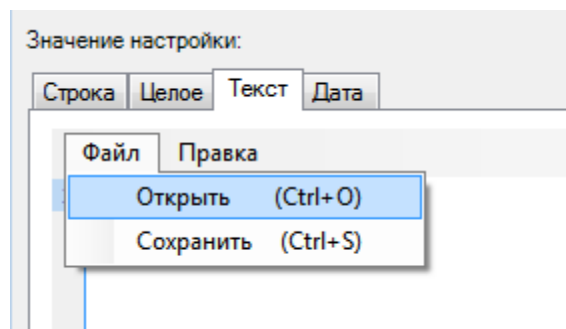 Значение настройки:
Строка Целое Текст Дата
Файл Правка
Открыть (Ctrl+O)
Сохранить (Ctrl+S)